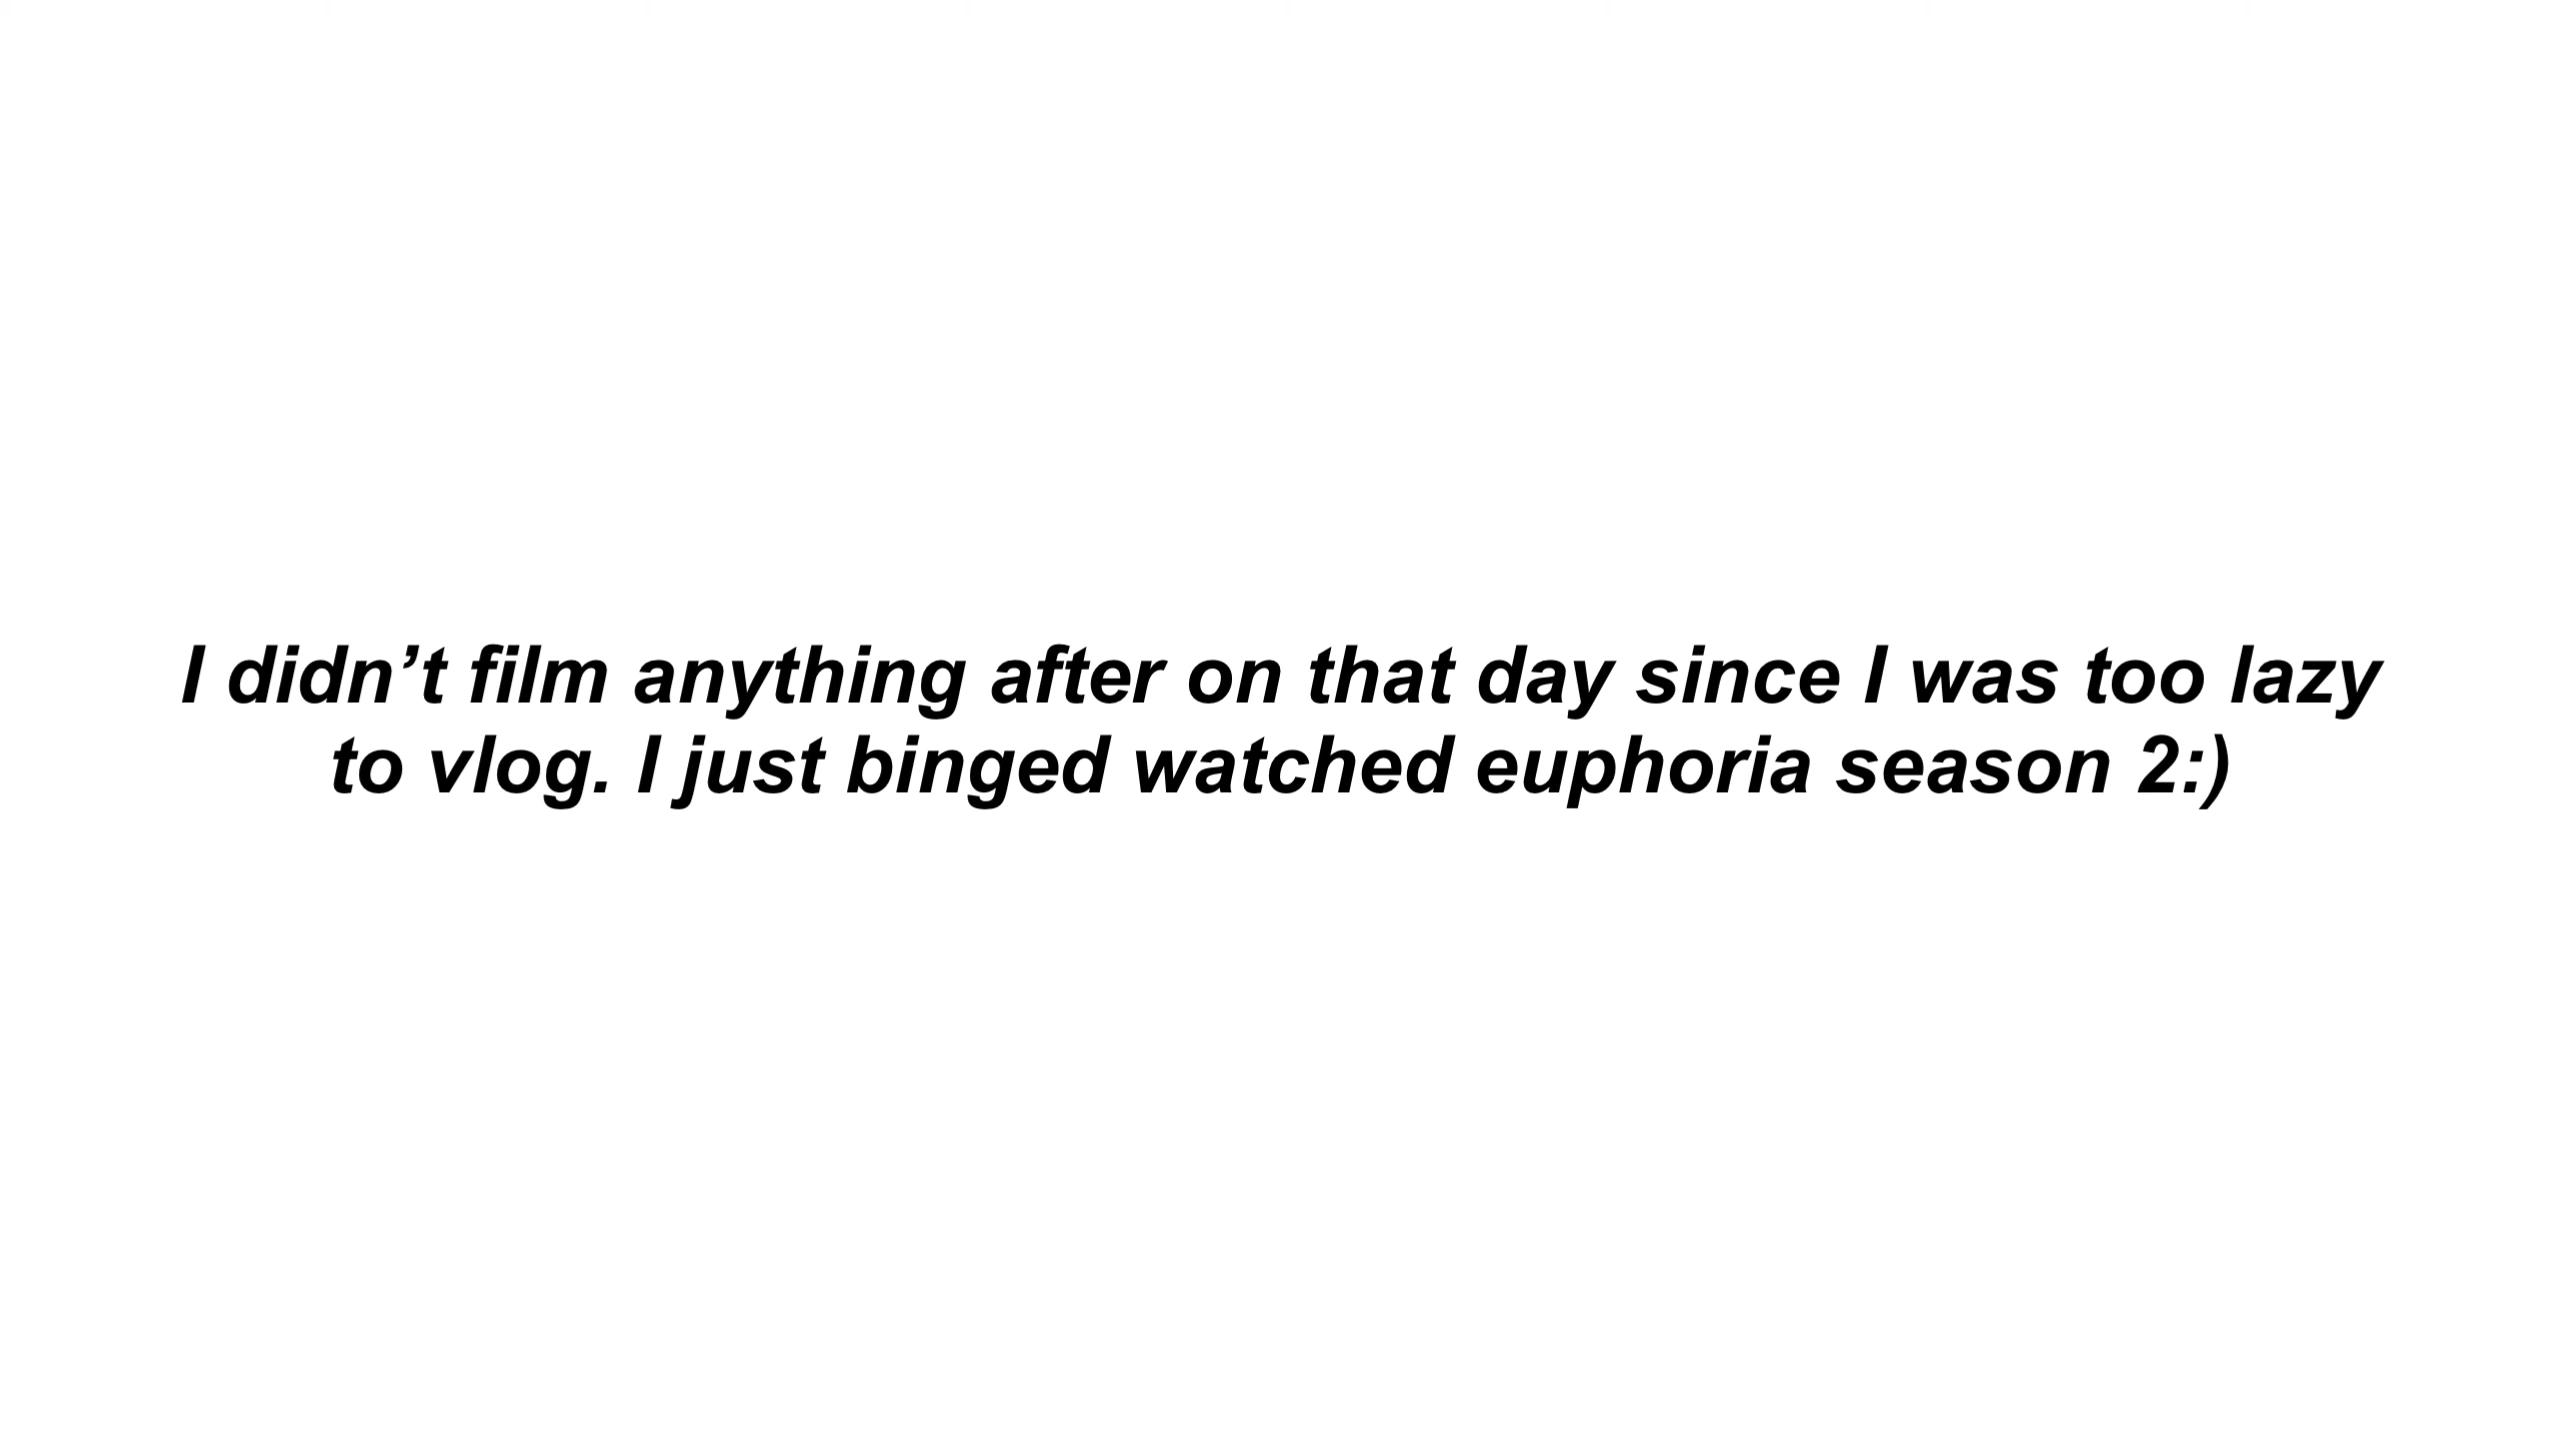 I didn’t film anything after on that day since I was too lazy
to vlog. I just binged watched euphoria season 2:)